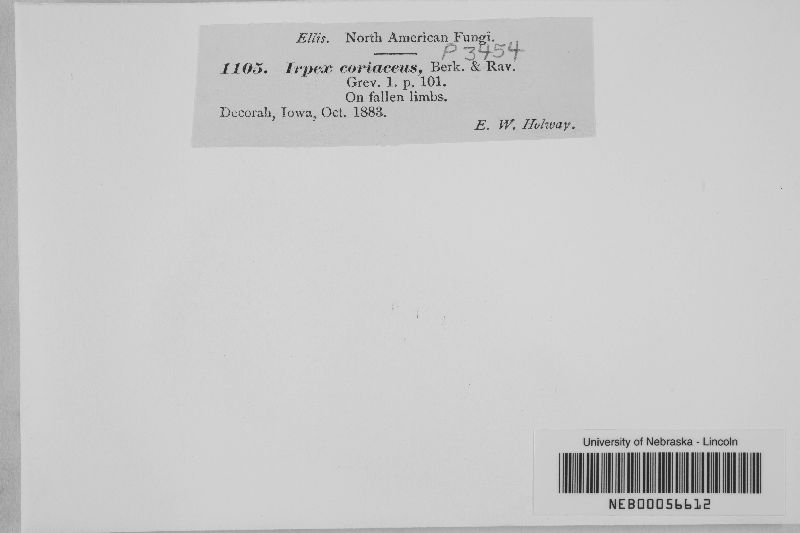 Ellis. North American Fungi.
P 3454
1105. Irpex coriaceus, Berk. & Rav.
Grev. 1. p. 101.
On fallen limbs.
Decorah, Iowa, Oct. 1883.
E. W. Holway.
University of Nebraska - Lincoln
NEB00056612